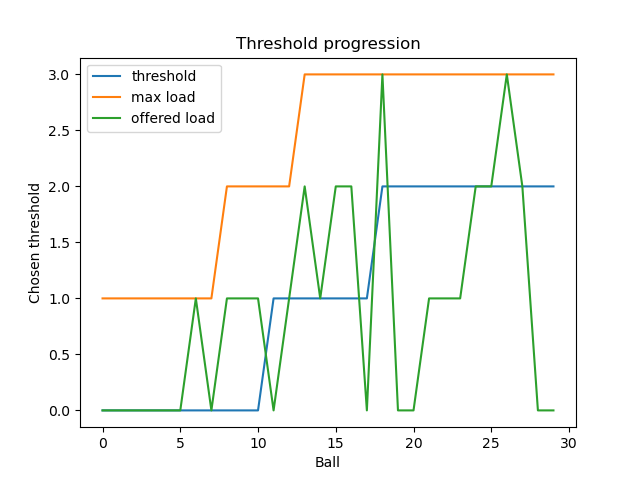 Threshold progression
threshold
max load
offered load
3.0
2.5
2.0
1.5
1.0
0.5
0.0
Chosen threshold
0
5
10
15
20
25
30
Ball